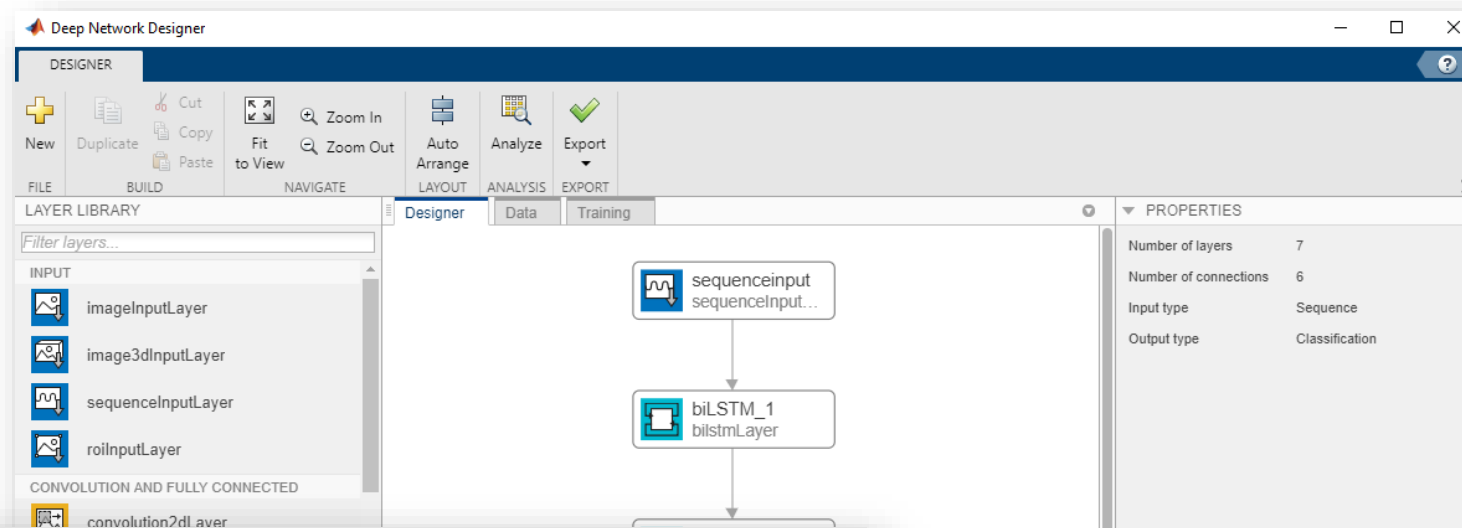 Deep Network Designer
DESIGNER
?
New
Duplicate
Cut
Copy
Paste
Fit
to View
Zoom In
Zoom Out
Auto
Arrange
Analyze
Export
FILE
BUILD
NAVIGATE
LAYOUT
ANALYSIS
EXPORT
LAYER LIBRARY
Filter layers...
INPUT
imageInputLayer
image3dInputLayer
sequenceInputLayer
roiInputLayer
CONVOLUTION AND FULLY CONNECTED
convolution2dLayer
Designer
Data
Training
sequenceinput
sequenceInput...
biLSTM_1
bilstmLayer
PROPERTIES
Number of layers 7
Number of connections 6
Input type Sequence
Output type Classification